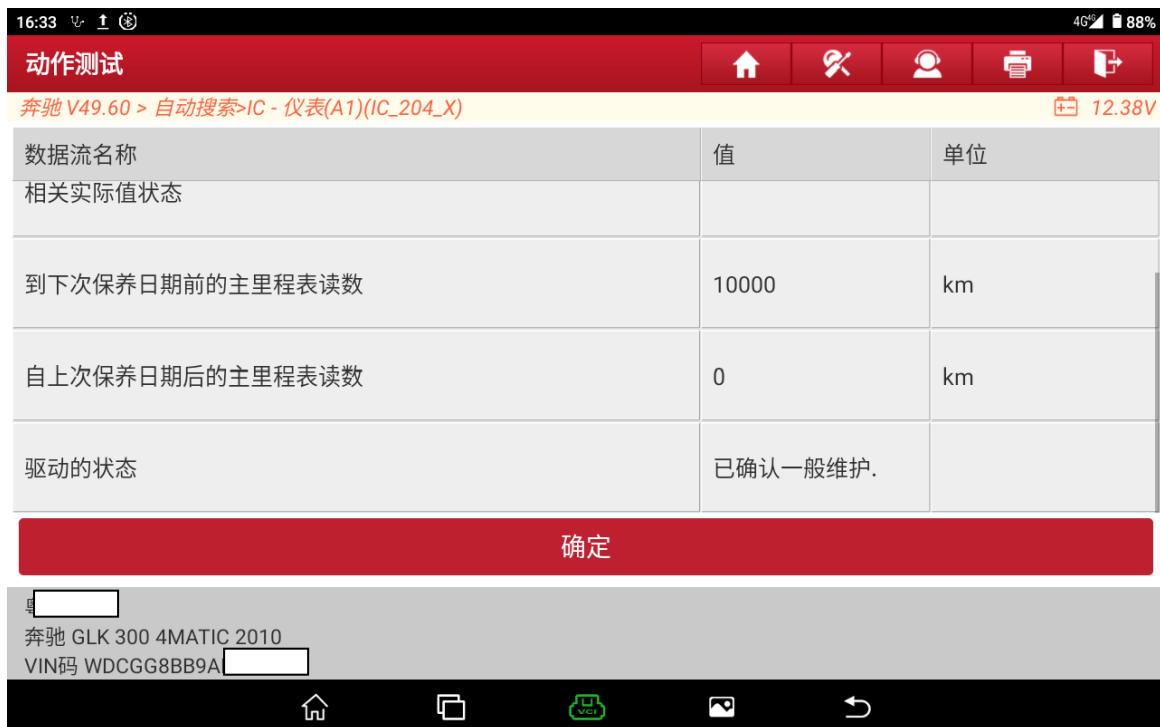 16:33 4G 4G 88%
动作测试
奔驰 V49.60 > 自动搜索>IC - 仪表(A1)(IC_204_X) 12.38V
数据流名称 值 单位
相关实际值状态
到下次保养日期前的主里程表读数 10000 km
自上次保养日期后的主里程表读数 0 km
驱动的状态 已确认一般维护.
确定
奔驰 GLK 300 4MATIC 2010
VIN码 WDCGG8BB9A
VCI